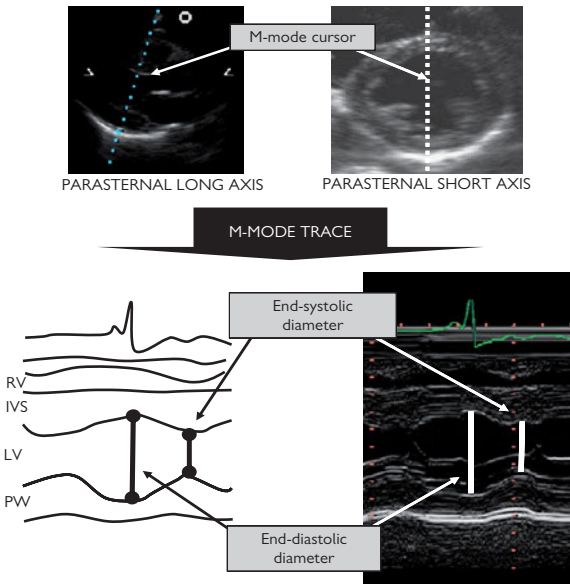 M-mode cursor
PARASTERNAL LONG AXIS
PARASTERNAL SHORT AXIS
M-MODE TRACE
End-systolic
diameter
RV
IVS
LV
PW
End-diastolic
diameter